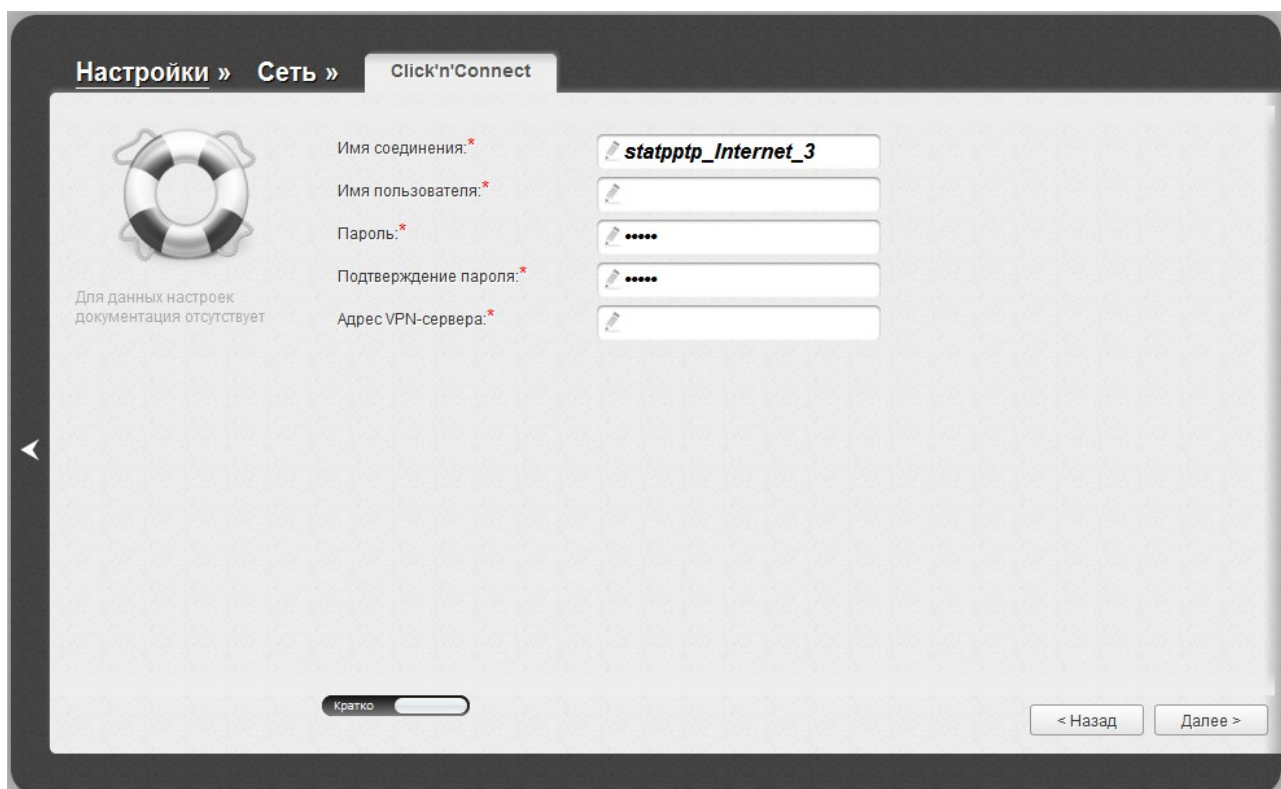 Настройки » Сеть » Click'n'Connect
Имя соединения:* statpptp_Internet_3
Имя пользователя:*
Пароль:* •••••
Подтверждение пароля:* •••••
Адрес VPN-сервера:*
Для данных настроек
документация отсутствует
Кратко
< Назад Далее >